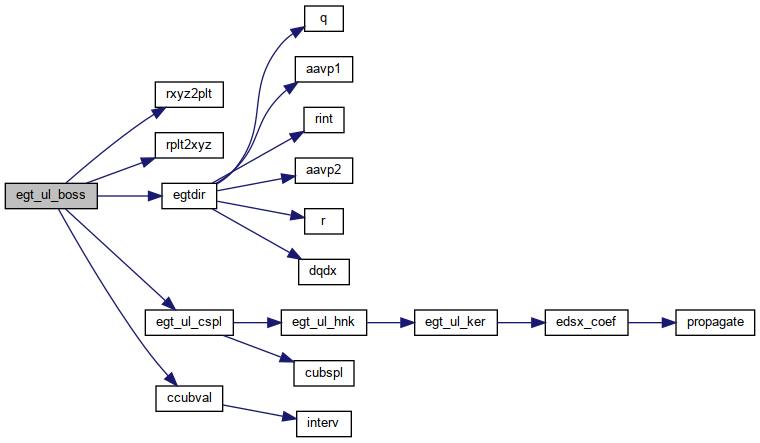 q
aavp1
rxyz2plt
rint
rplt2xyz
aavp2
egt_ul_boss
egtdir
r
dqdx
egt_ul_cspl
egt_ul_hnk
egt_ul_ker
edsx_coef
propagate
cubspl
ccubval
interv